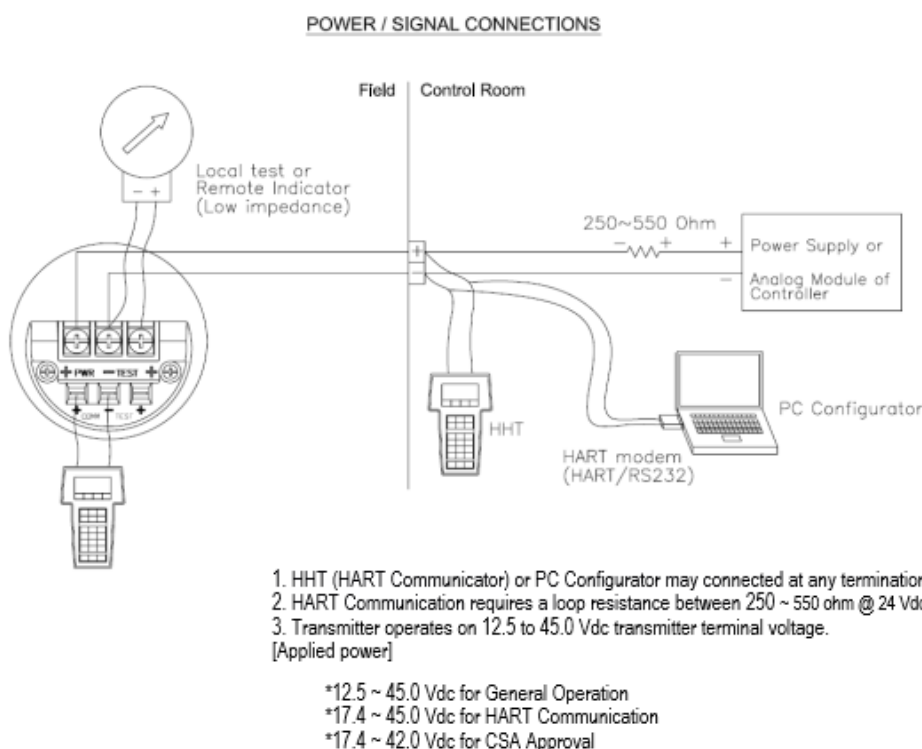 POWER / SIGNAL CONNECTIONS
Field
Control Room
Local test or
Remote Indicator
(Low impedance)
- +
250~550 Ohm
- +
+
-
+
-
Power Supply or
Analog Module of
Controller
+ PWR - TEST +
+ COMM - TEST +
HHT
PC Configurator
HART modem
(HART/RS232)
1. HHT (HART Communicator) or PC Configurator may connected at any termination
2. HART Communication requires a loop resistance between 250 ~ 550 ohm @ 24 Vdc
3. Transmitter operates on 12.5 to 45.0 Vdc transmitter terminal voltage.
[Applied power]
*12.5 ~ 45.0 Vdc for General Operation
*17.4 ~ 45.0 Vdc for HART Communication
*17.4 ~ 42.0 Vdc for CSA Approval